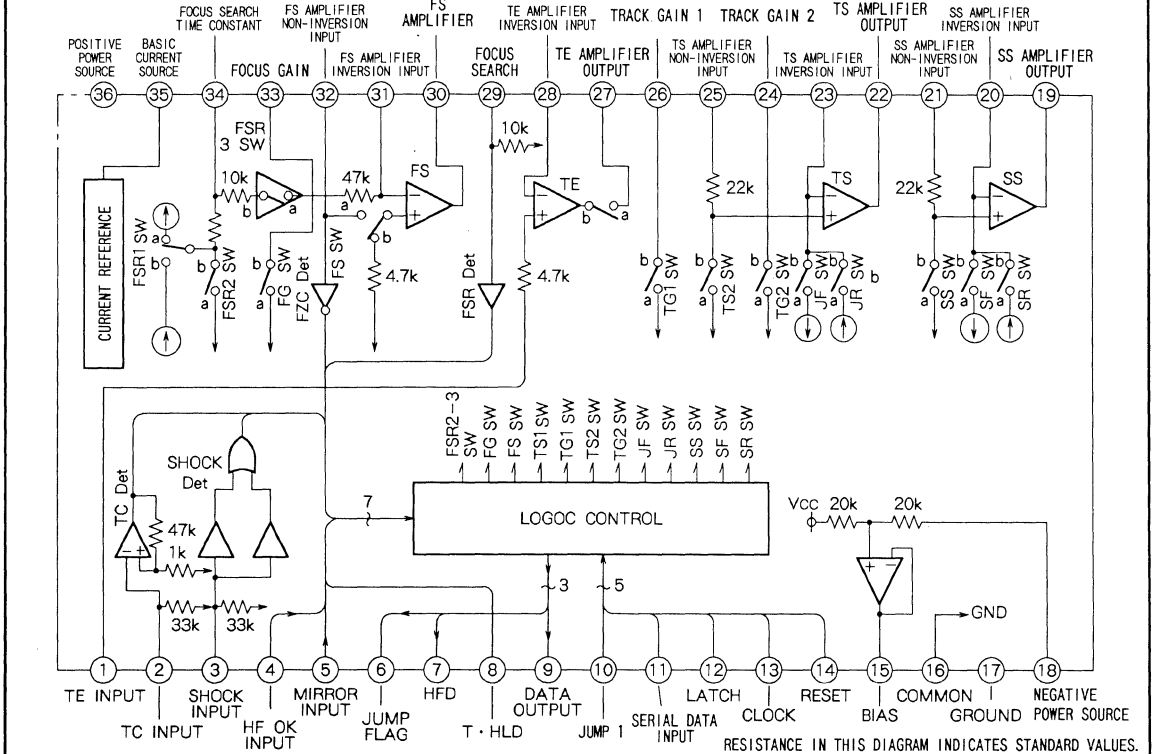 FOCUS SEARCH
TIME CONSTANT
FS AMPLIFIER
NON-INVERSION
INPUT
FS
AMPLIFIER
TE AMPLIFIER
INVERSION INPUT
TRACK GAIN 1
TRACK GAIN 2
TS AMPLIFIER
OUTPUT
SS AMPLIFIER
INVERSION INPUT
POSITIVE
POWER
SOURCE
BASIC
CURRENT
SOURCE
FOCUS GAIN
FS AMPLIFIER
INVERSION INPUT
FOCUS
SEARCH
TE AMPLIFIER
OUTPUT
TS AMPLIFIER
NON-INVERSION
INPUT
TS AMPLIFIER
INVERSION INPUT
SS AMPLIFIER
NON-INVERSION
INPUT
SS AMPLIFIER
OUTPUT
36 35 34 33 32 31 30 29 28 27 26 25 24 23 22 21 20 19
FSR
3 SW
10k
b
a
47k
a
b
FS
− +
10k
TE
− +
b a
22k
TS
− +
22k
SS
− +
CURRENT REFERENCE
FSR1 SW
a
b
b
a
FSR2 SW
b
a
FG SW
FZC Det
FS SW
4.7k
FSR Det
4.7k
b
a
TG1 SW
b
a
TS2 SW
b
a
TG2 SW
b
a
JF SW
JR SW
b
b
a
SS SW
b
a
SF SW
SR SW
FSR2-3
SW
FG SW
FS SW
TS1 SW
TG1 SW
TS2 SW
TG2 SW
JF SW
JR SW
SS SW
SF SW
SR SW
SHOCK
Det
TC Det
47k
1k
− +
33k
33k
7
LOGOC CONTROL
3
5
Vcc
20k
20k
+ −
GND
1 2 3 4 5 6 7 8 9 10 11 12 13 14 15 16 17 18
TE INPUT
TC INPUT
SHOCK
INPUT
HF OK
INPUT
MIRROR
INPUT
JUMP
FLAG
HFD
T・HLD
DATA
OUTPUT
JUMP 1
SERIAL DATA
INPUT
LATCH
CLOCK
RESET
BIAS
COMMON
GROUND
NEGATIVE
POWER SOURCE
RESISTANCE IN THIS DIAGRAM INDICATES STANDARD VALUES.